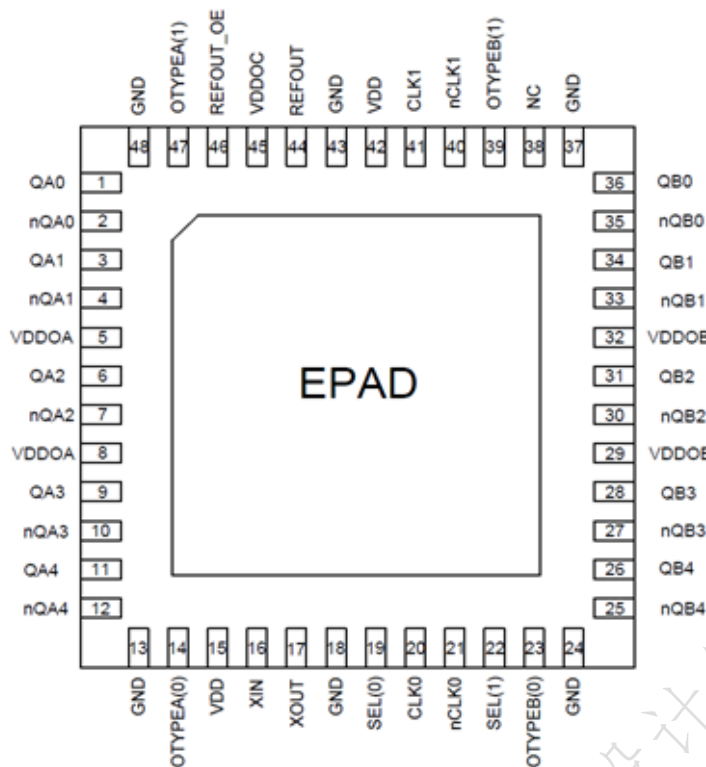 GND
OTYPEA(1)
REFOUT_OE
VDDOC
REFOUT
GND
VDD
CLK1
nCLK1
OTYPEB(1)
NC
GND
48 47 46 45 44 43 42 41 40 39 38 37
QA0 1 36 QB0
nQA0 2 35 nQB0
QA1 3 34 QB1
nQA1 4 33 nQB1
VDDOA 5 32 VDDOB
QA2 6 31 QB2
EPAD
nQA2 7 30 nQB2
VDDOA 8 29 VDDOB
QA3 9 28 QB3
nQA3 10 27 nQB3
QA4 11 26 QB4
nQA4 12 25 nQB4
13 14 15 16 17 18 19 20 21 22 23 24
GND
OTYPEA(0)
VDD
XIN
XOUT
GND
SEL(0)
CLK0
nCLK0
SEL(1)
OTYPEB(0)
GND
设计